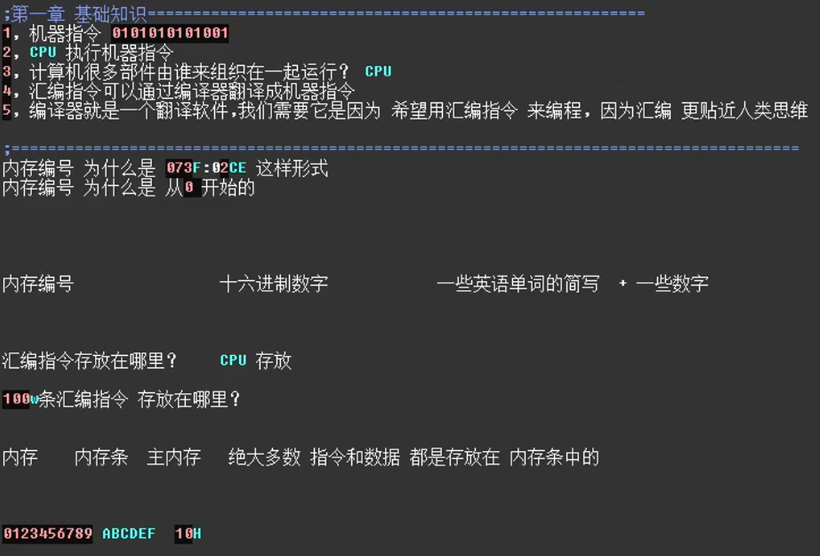 ;第一章 基础知识=======================================================
1，机器指令 0101010101001
2，CPU 执行机器指令
3，计算机很多部件由谁来组织在一起运行？ CPU
4，汇编指令可以通过编译器翻译成机器指令
5，编译器就是一个翻译软件,我们需要它是因为 希望用汇编指令 来编程，因为汇编 更贴近人类思维
;=======================================================================================
内存编号 为什么是 073F:02CE 这样形式
内存编号 为什么是 从0 开始的
内存编号 十六进制数字 一些英语单词的简写 + 一些数字
汇编指令存放在哪里？ CPU 存放
100w条汇编指令 存放在哪里？
内存 内存条 主内存 绝大多数 指令和数据 都是存放在 内存条中的
0123456789 ABCDEF 10H